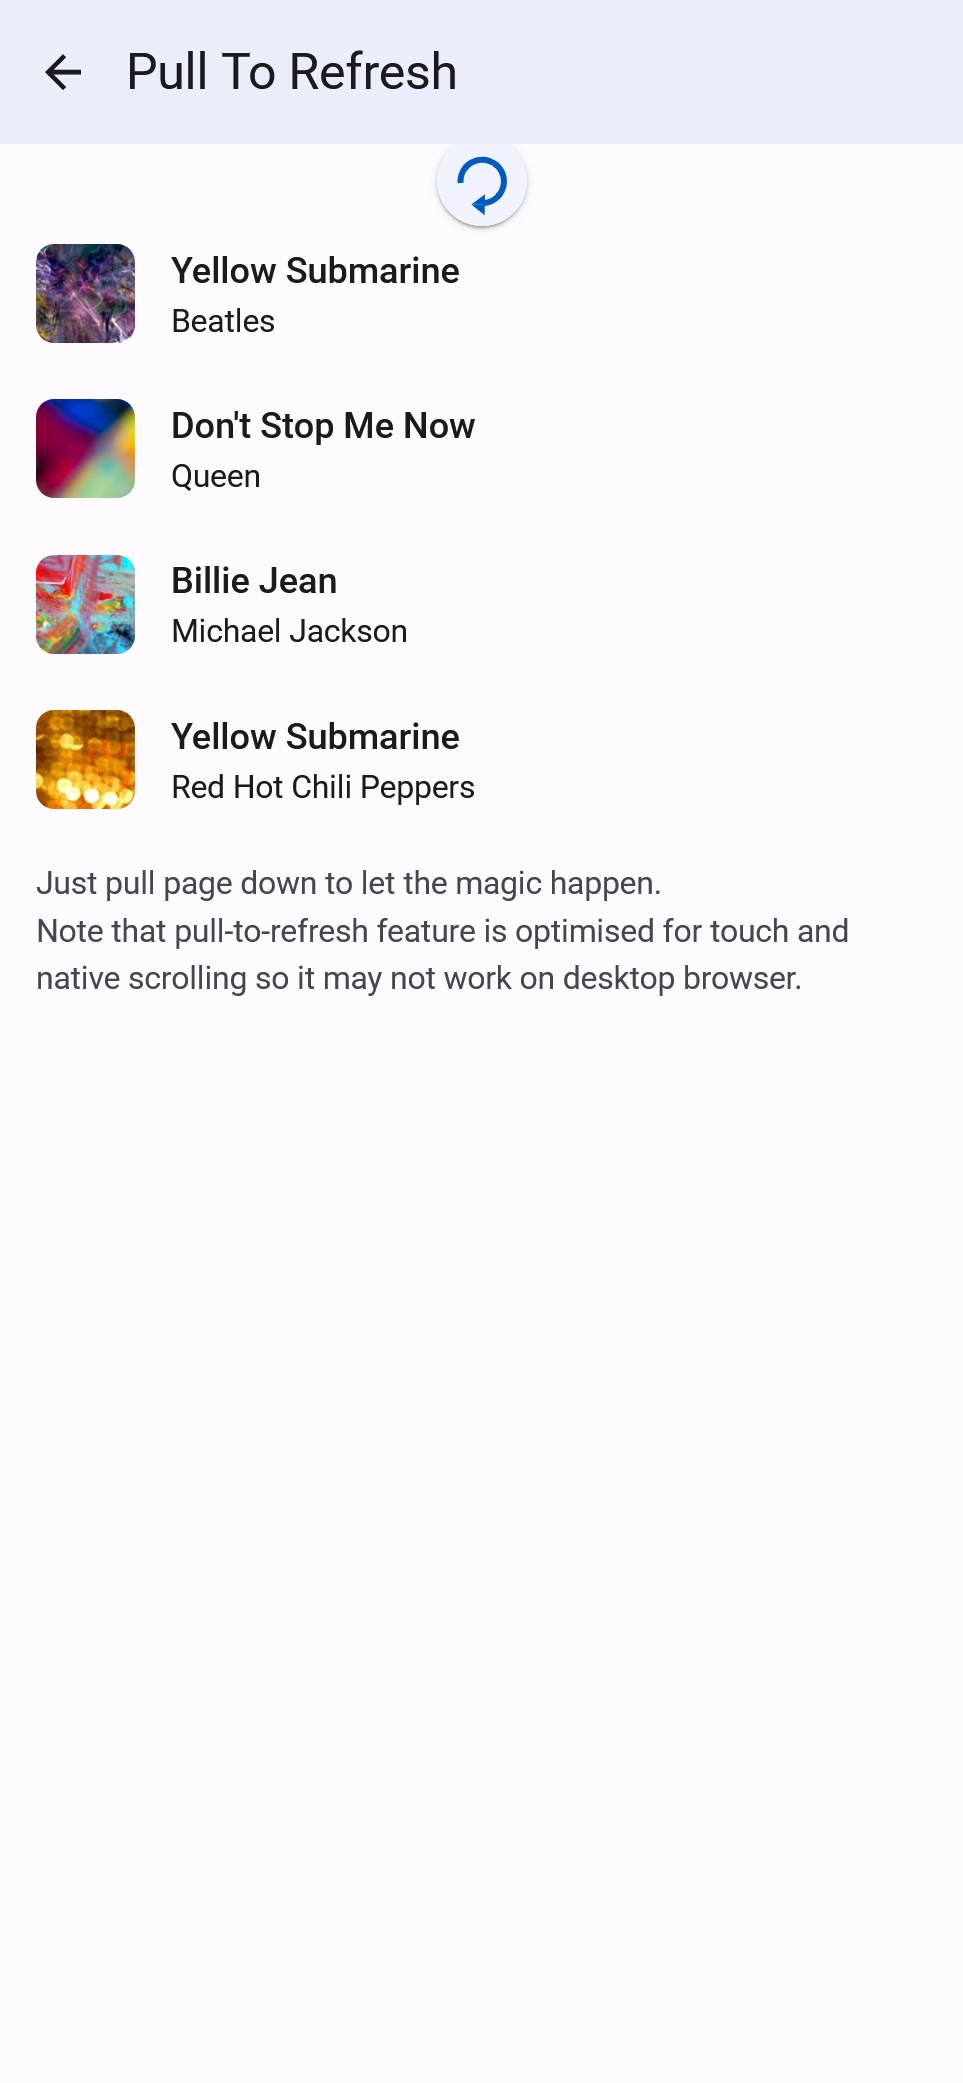 Pull To Refresh
Yellow Submarine
Beatles
Don't Stop Me Now
Queen
Billie Jean
Michael Jackson
Yellow Submarine
Red Hot Chili Peppers
Just pull page down to let the magic happen.
Note that pull-to-refresh feature is optimised for touch and
native scrolling so it may not work on desktop browser.